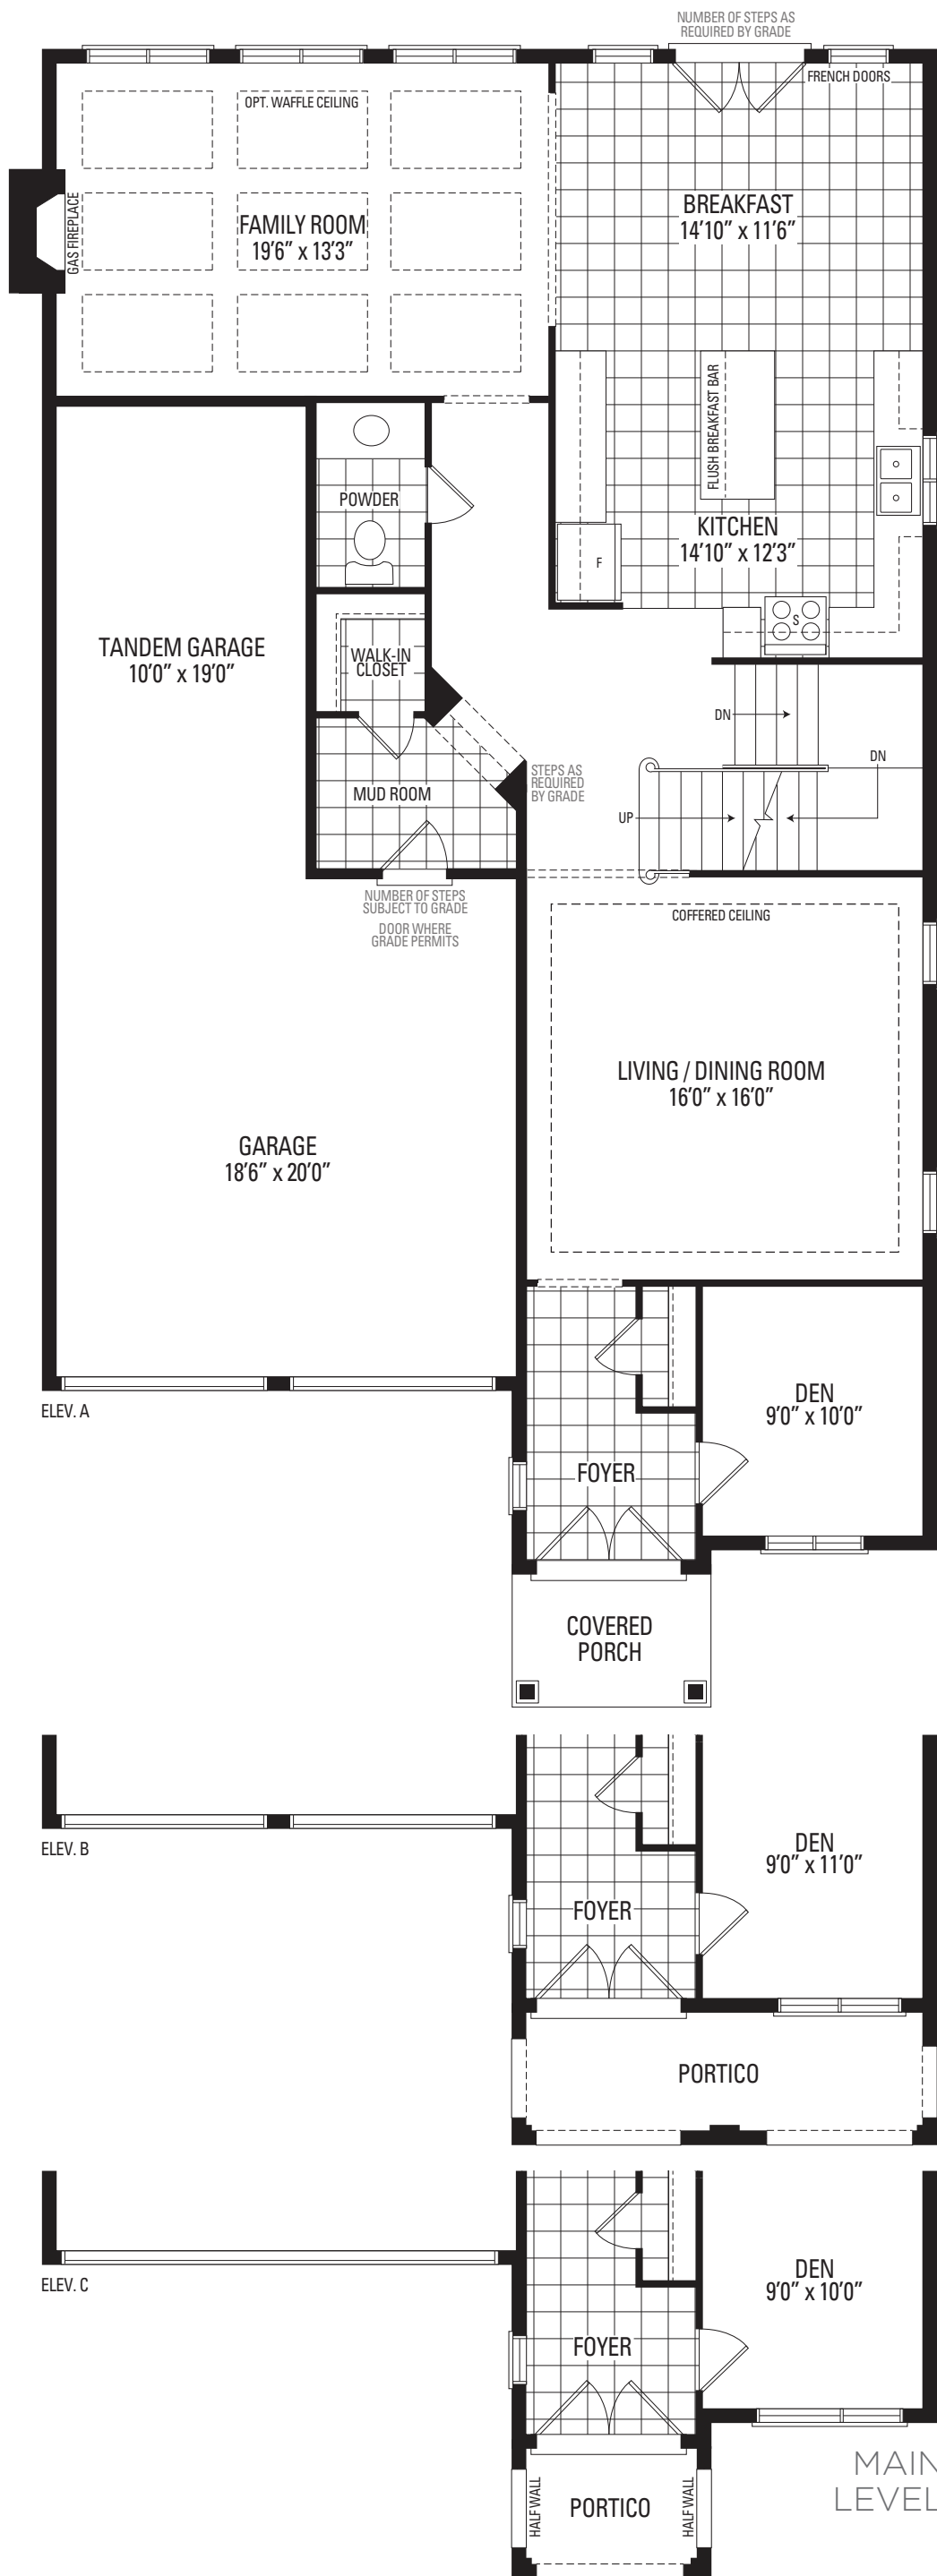 NUMBER OF STEPS AS
REQUIRED BY GRADE
FRENCH DOORS
OPT. WAFFLE CEILING
GAS FIREPLACE
FAMILY ROOM
19'6" x 13'3"
BREAKFAST
14'10" x 11'6"
FLUSH BREAKFAST BAR
POWDER
KITCHEN
14'10" x 12'3"
F
S
TANDEM GARAGE
10'0" x 19'0"
WALK-IN
CLOSET
DN
DN
MUD ROOM
STEPS AS
REQUIRED
BY GRADE
UP
NUMBER OF STEPS
SUBJECT TO GRADE
DOOR WHERE
GRADE PERMITS
COFFERED CEILING
LIVING / DINING ROOM
16'0" x 16'0"
GARAGE
18'6" x 20'0"
ELEV. A
DEN
9'0" x 10'0"
FOYER
COVERED
PORCH
ELEV. B
DEN
9'0" x 11'0"
FOYER
PORTICO
ELEV. C
DEN
9'0" x 10'0"
FOYER
HALF WALL
PORTICO
HALF WALL
MAIN
LEVEL